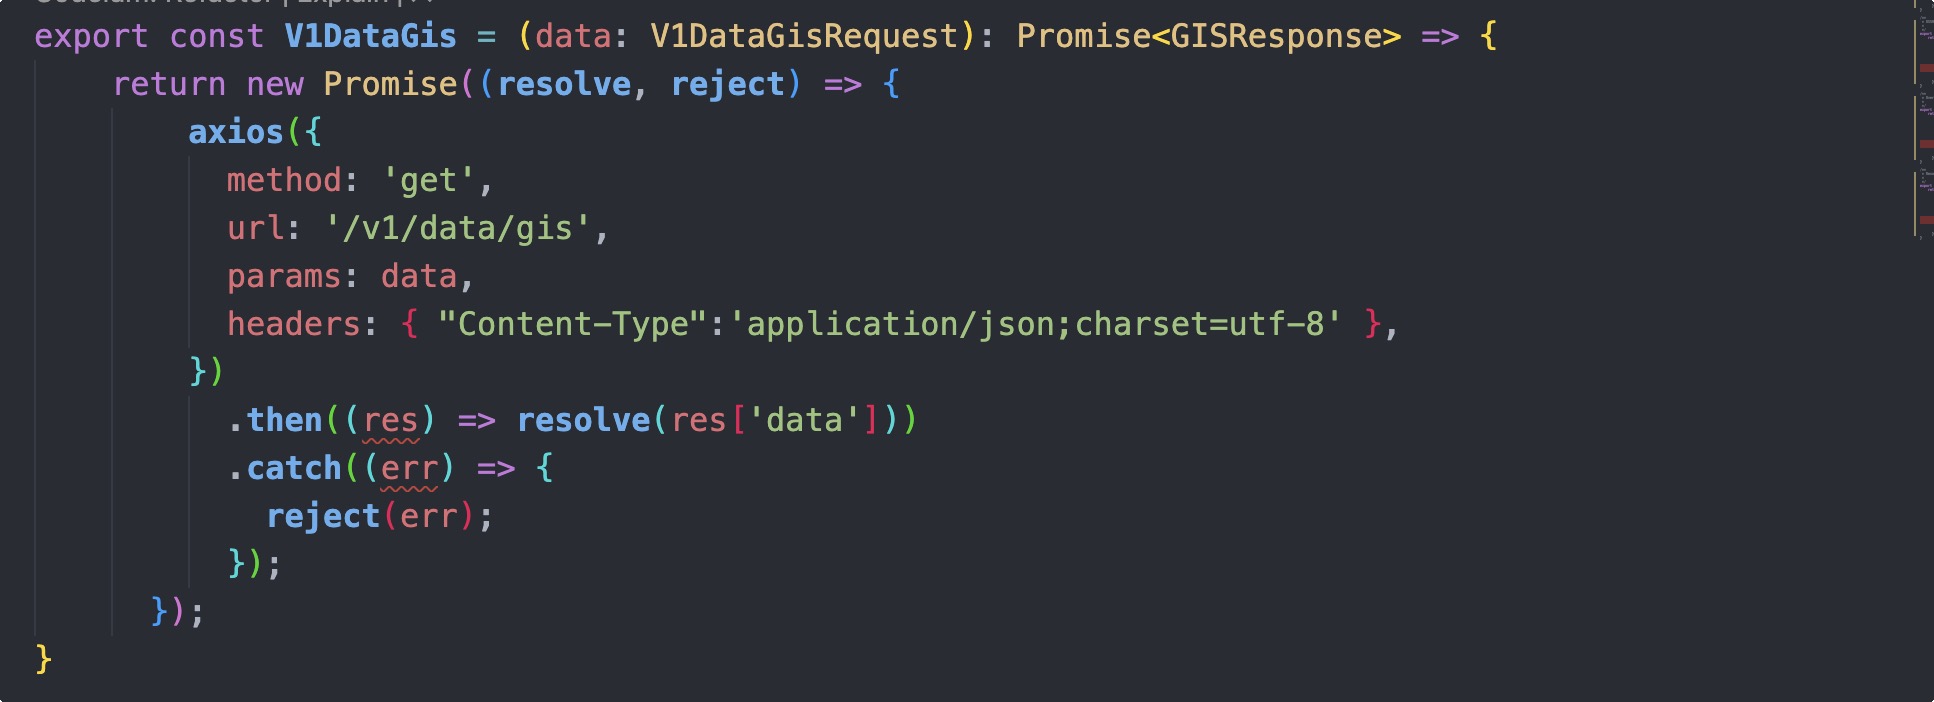 export const V1DataGis = (data: V1DataGisRequest): Promise<GISResponse> => {
return new Promise((resolve, reject) => {
axios({
method: 'get',
url: '/v1/data/gis',
params: data,
headers: { "Content-Type":'application/json;charset=utf-8' },
})
.then((res) => resolve(res['data']))
.catch((err) => {
reject(err);
});
});
}